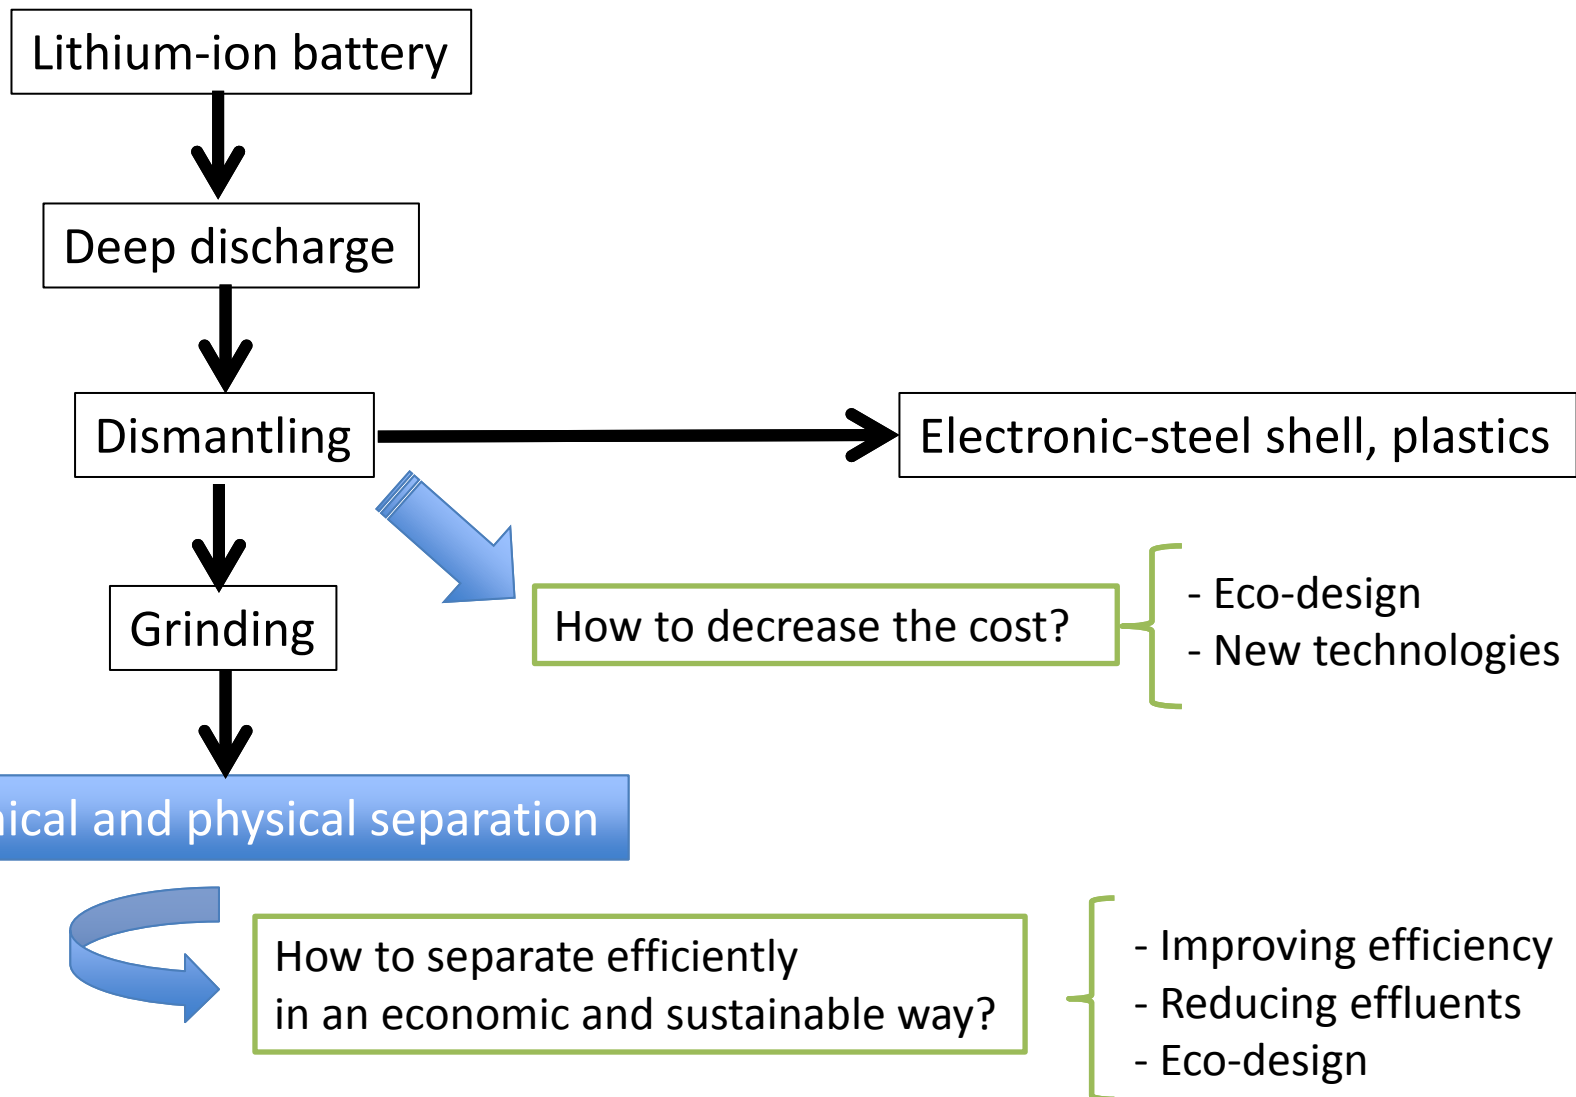 Lithium-ion battery
Deep discharge
Dismantling
Electronic-steel shell, plastics
Grinding
How to decrease the cost?
- Eco-design
- New technologies
and physical separation
How to separate efficiently
in an economic and sustainable way?
- Improving efficiency
- Reducing effluents
- Eco-design